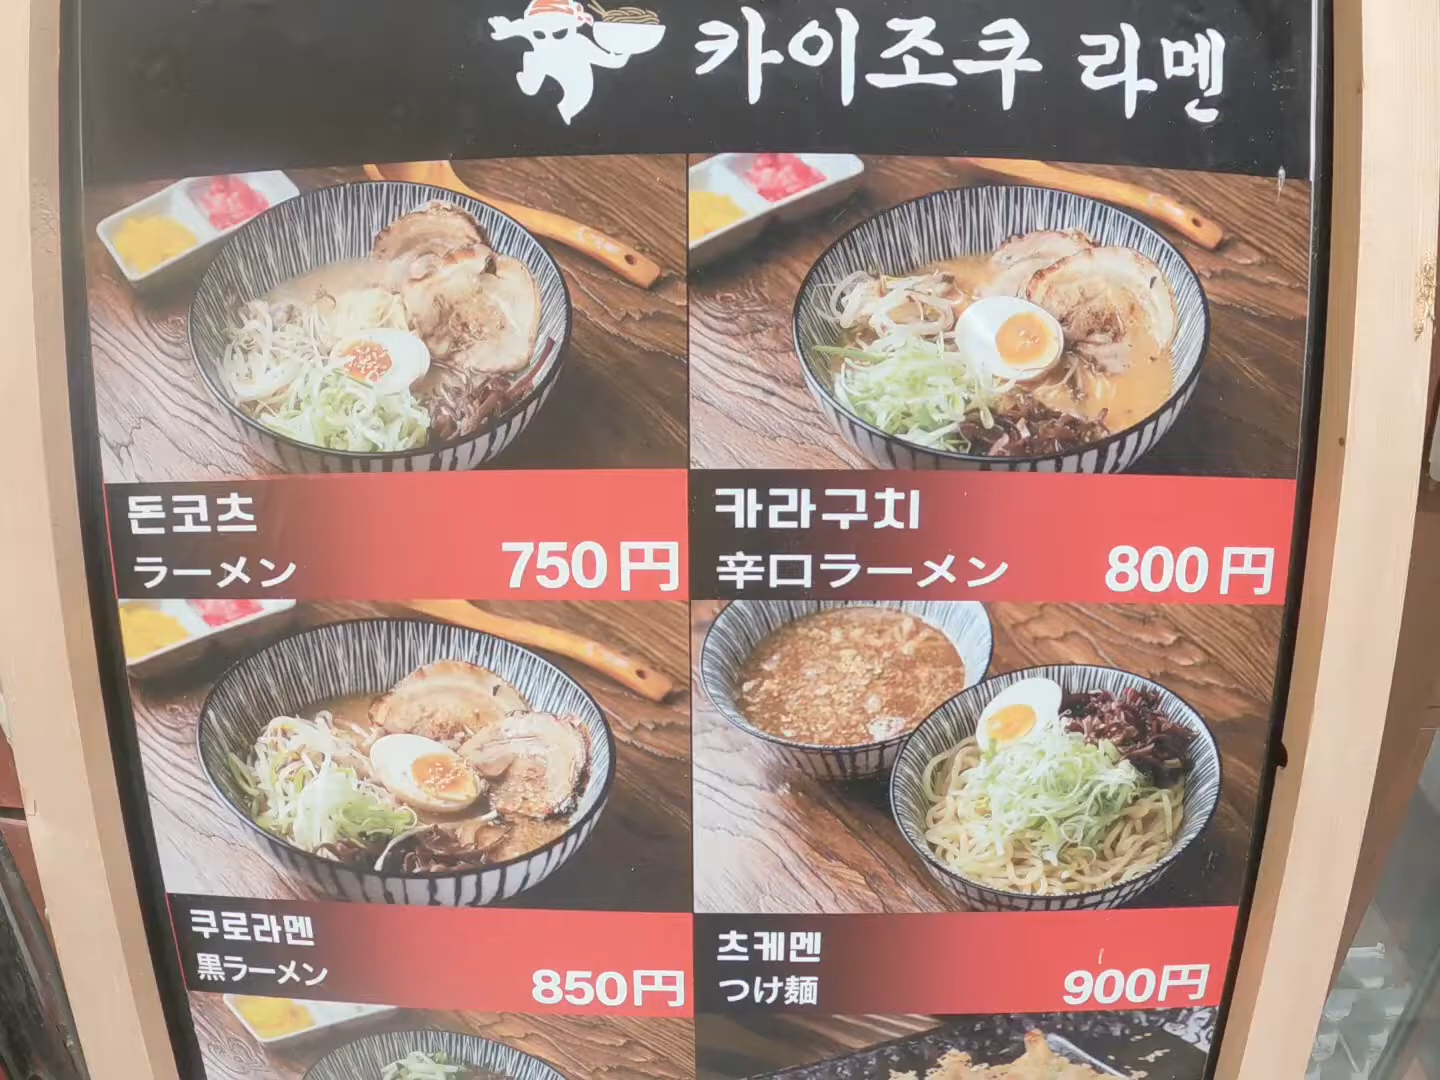 카이조쿠 라멘
돈코츠
ラーメン
750円
카라구치
辛口ラーメン
800円
쿠로라멘
黒ラーメン
850円
츠케멘
つけ麺
900円